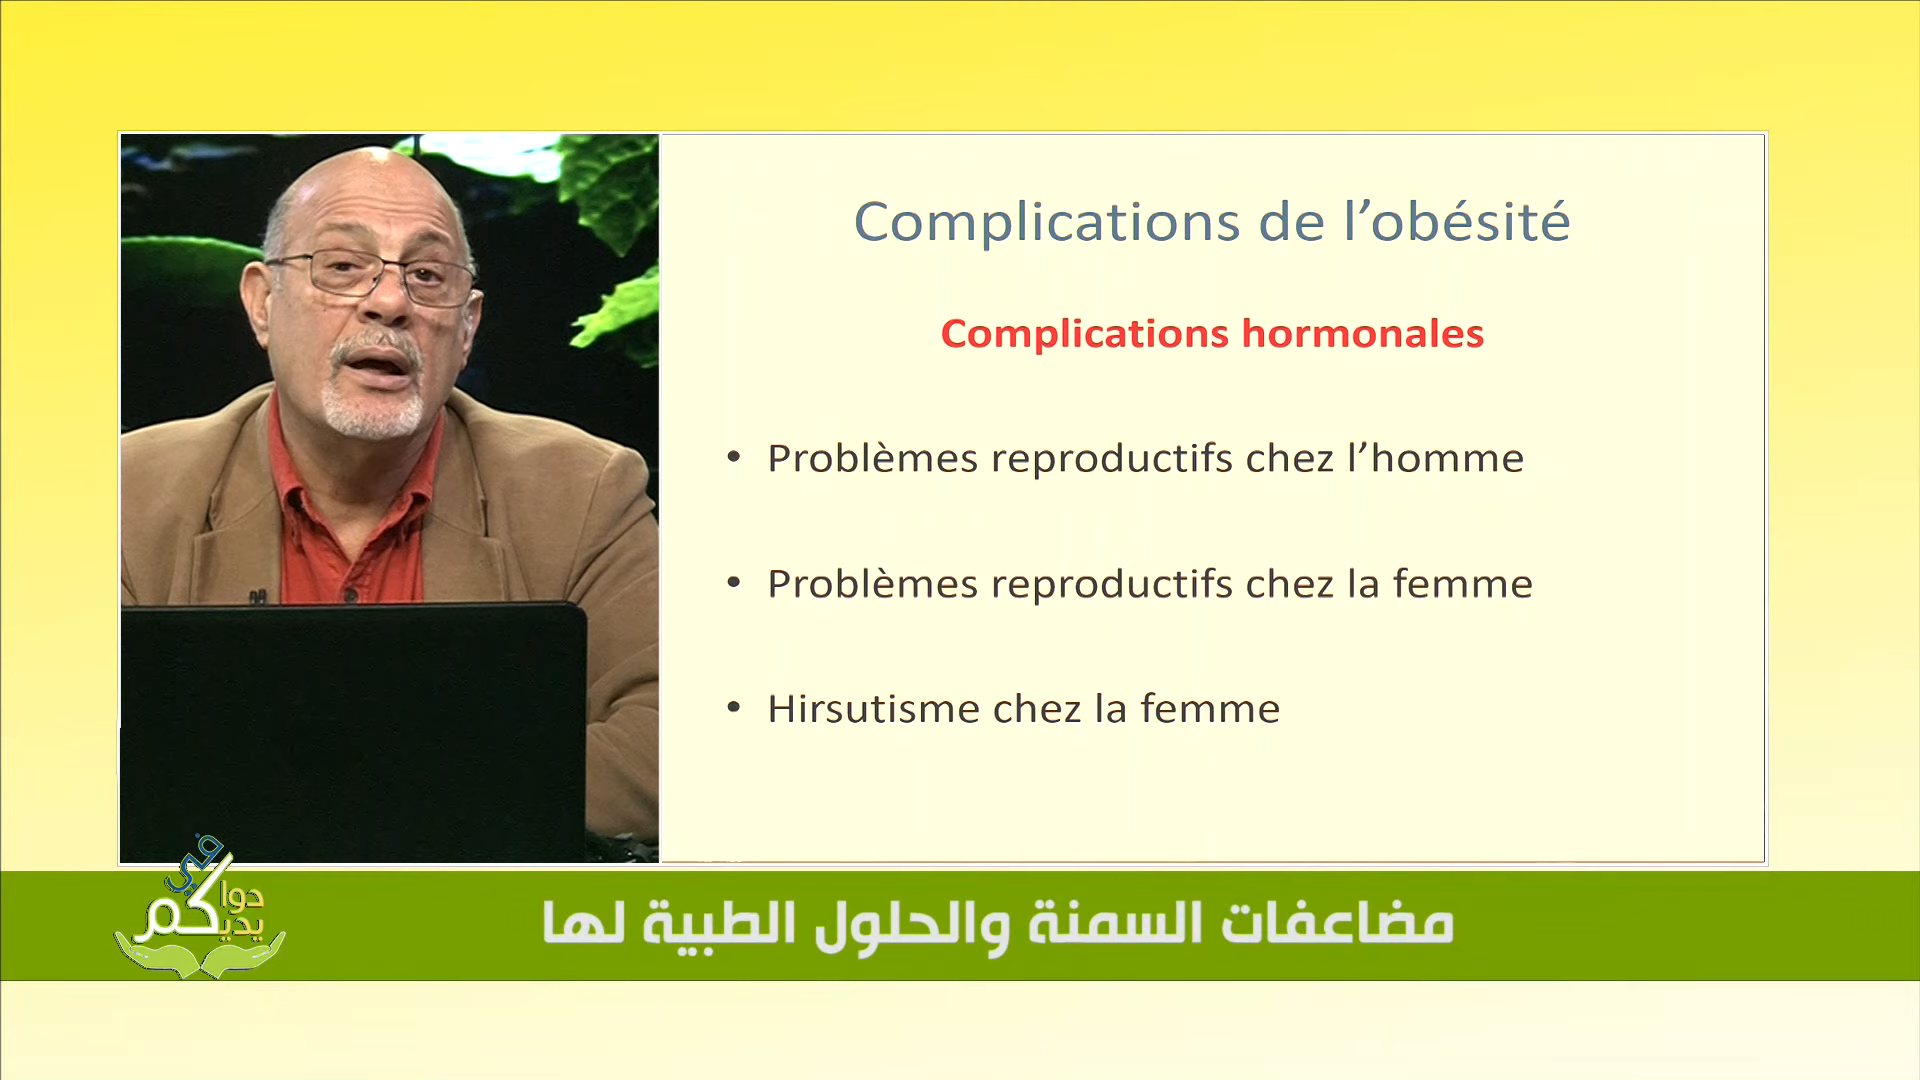 Complications de l’obésité
Complications hormonales
• Problèmes reproductifs chez l’homme
• Problèmes reproductifs chez la femme
• Hirsutisme chez la femme
في
دوا
يديكم
مضاعفات السمنة والحلول الطبية لها